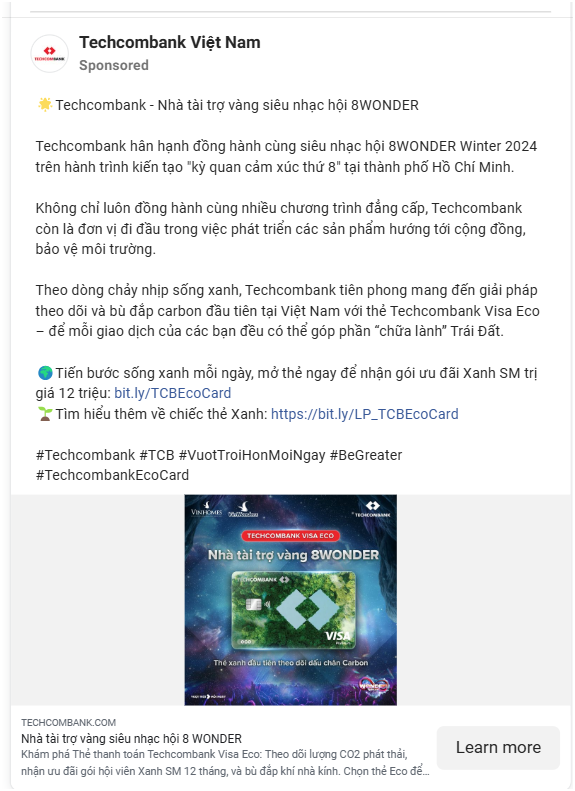 Techcombank Việt Nam
Sponsored
🌟 Techcombank - Nhà tài trợ vàng siêu nhạc hội 8WONDER
Techcombank hân hạnh đồng hành cùng siêu nhạc hội 8WONDER Winter 2024
trên hành trình kiến tạo "kỳ quan cảm xúc thứ 8" tại thành phố Hồ Chí Minh.
Không chỉ luôn đồng hành cùng nhiều chương trình đẳng cấp, Techcombank
còn là đơn vị đi đầu trong việc phát triển các sản phẩm hướng tới cộng đồng,
bảo vệ môi trường.
Theo dòng chảy nhịp sống xanh, Techcombank tiên phong mang đến giải pháp
theo dõi và bù đắp carbon đầu tiên tại Việt Nam với thẻ Techcombank Visa Eco
– để mỗi giao dịch của các bạn đều có thể góp phần “chữa lành” Trái Đất.
🌍 Tiến bước sống xanh mỗi ngày, mở thẻ ngay để nhận gói ưu đãi Xanh SM trị
giá 12 triệu: bit.ly/TCBEcoCard
🌱 Tìm hiểu thêm về chiếc thẻ Xanh: https://bit.ly/LP_TCBEcoCard
#Techcombank #TCB #VuotTroiHonMoiNgay #BeGreater
#TechcombankEcoCard
VINHOMES VinWonders TECHCOMBANK
TECHCOMBANK VISA ECO
Nhà tài trợ vàng 8WONDER
TECHCOMBANK
VISA
Thẻ xanh đầu tiên theo dõi dấu chân Carbon
TECHCOMBANK.COM
Nhà tài trợ vàng siêu nhạc hội 8 WONDER
Khám phá Thẻ thanh toán Techcombank Visa Eco: Theo dõi lượng CO2 phát thải,
nhận ưu đãi gói hội viên Xanh SM 12 tháng, và bù đắp khí nhà kính. Chọn thẻ Eco để...
Learn more